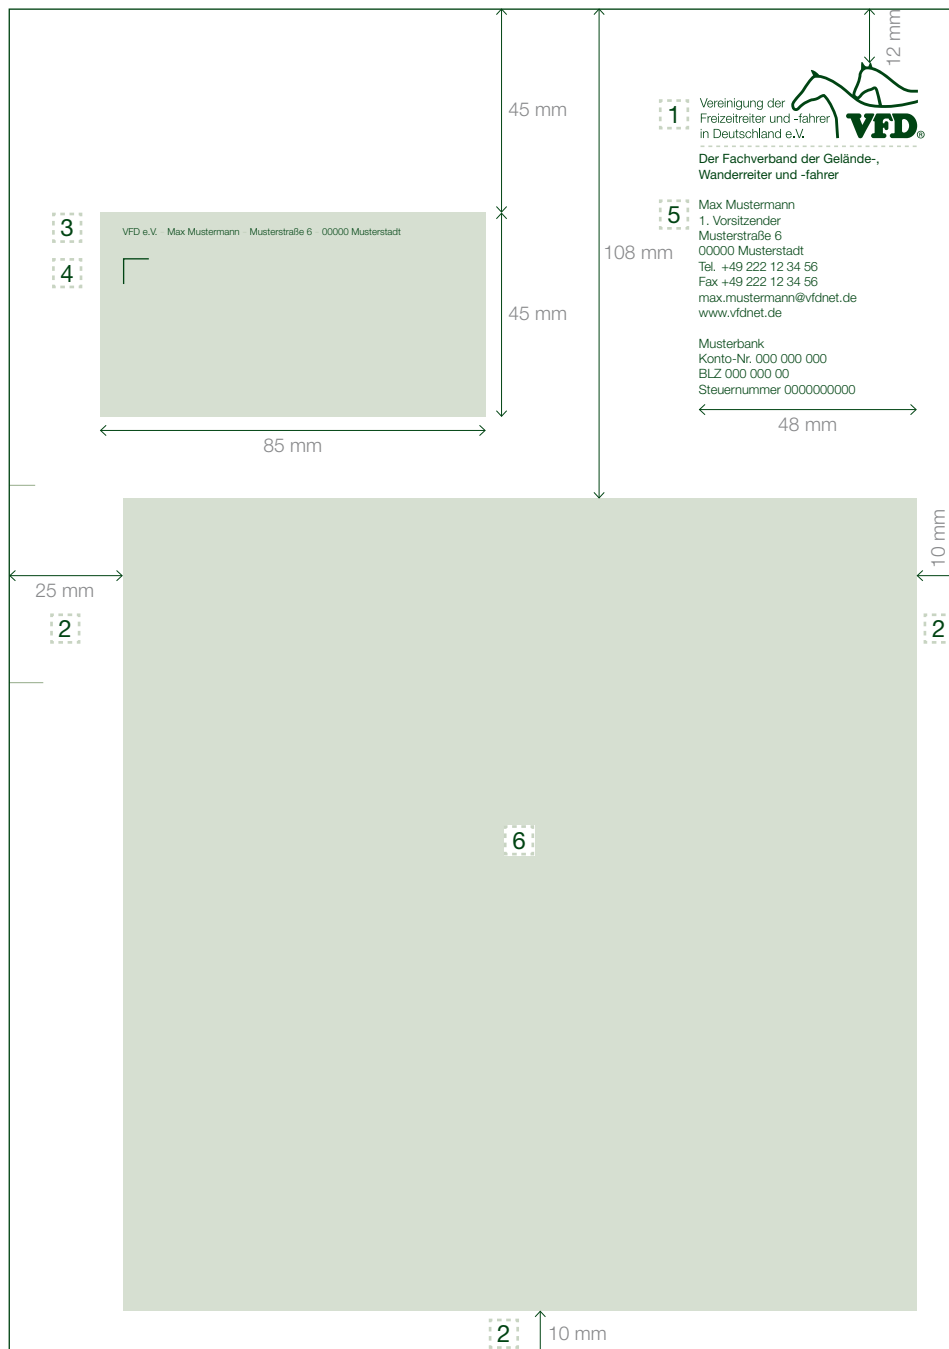 12 mm
45 mm
1
Vereinigung der
Freizeitreiter und -fahrer
in Deutschland e.V.
VFD®
Der Fachverband der Gelände-,
Wanderreiter und -fahrer
3
VFD e.V. · Max Mustermann · Musterstraße 6 · 00000 Musterstadt
4
45 mm
85 mm
108 mm
5
Max Mustermann
1. Vorsitzender
Musterstraße 6
00000 Musterstadt
Tel. +49 222 12 34 56
Fax +49 222 12 34 56
max.mustermann@vfdnet.de
www.vfdnet.de
Musterbank
Konto-Nr. 000 000 000
BLZ 000 000 00
Steuernummer 0000000000
48 mm
10 mm
25 mm
2
2
6
2
10 mm